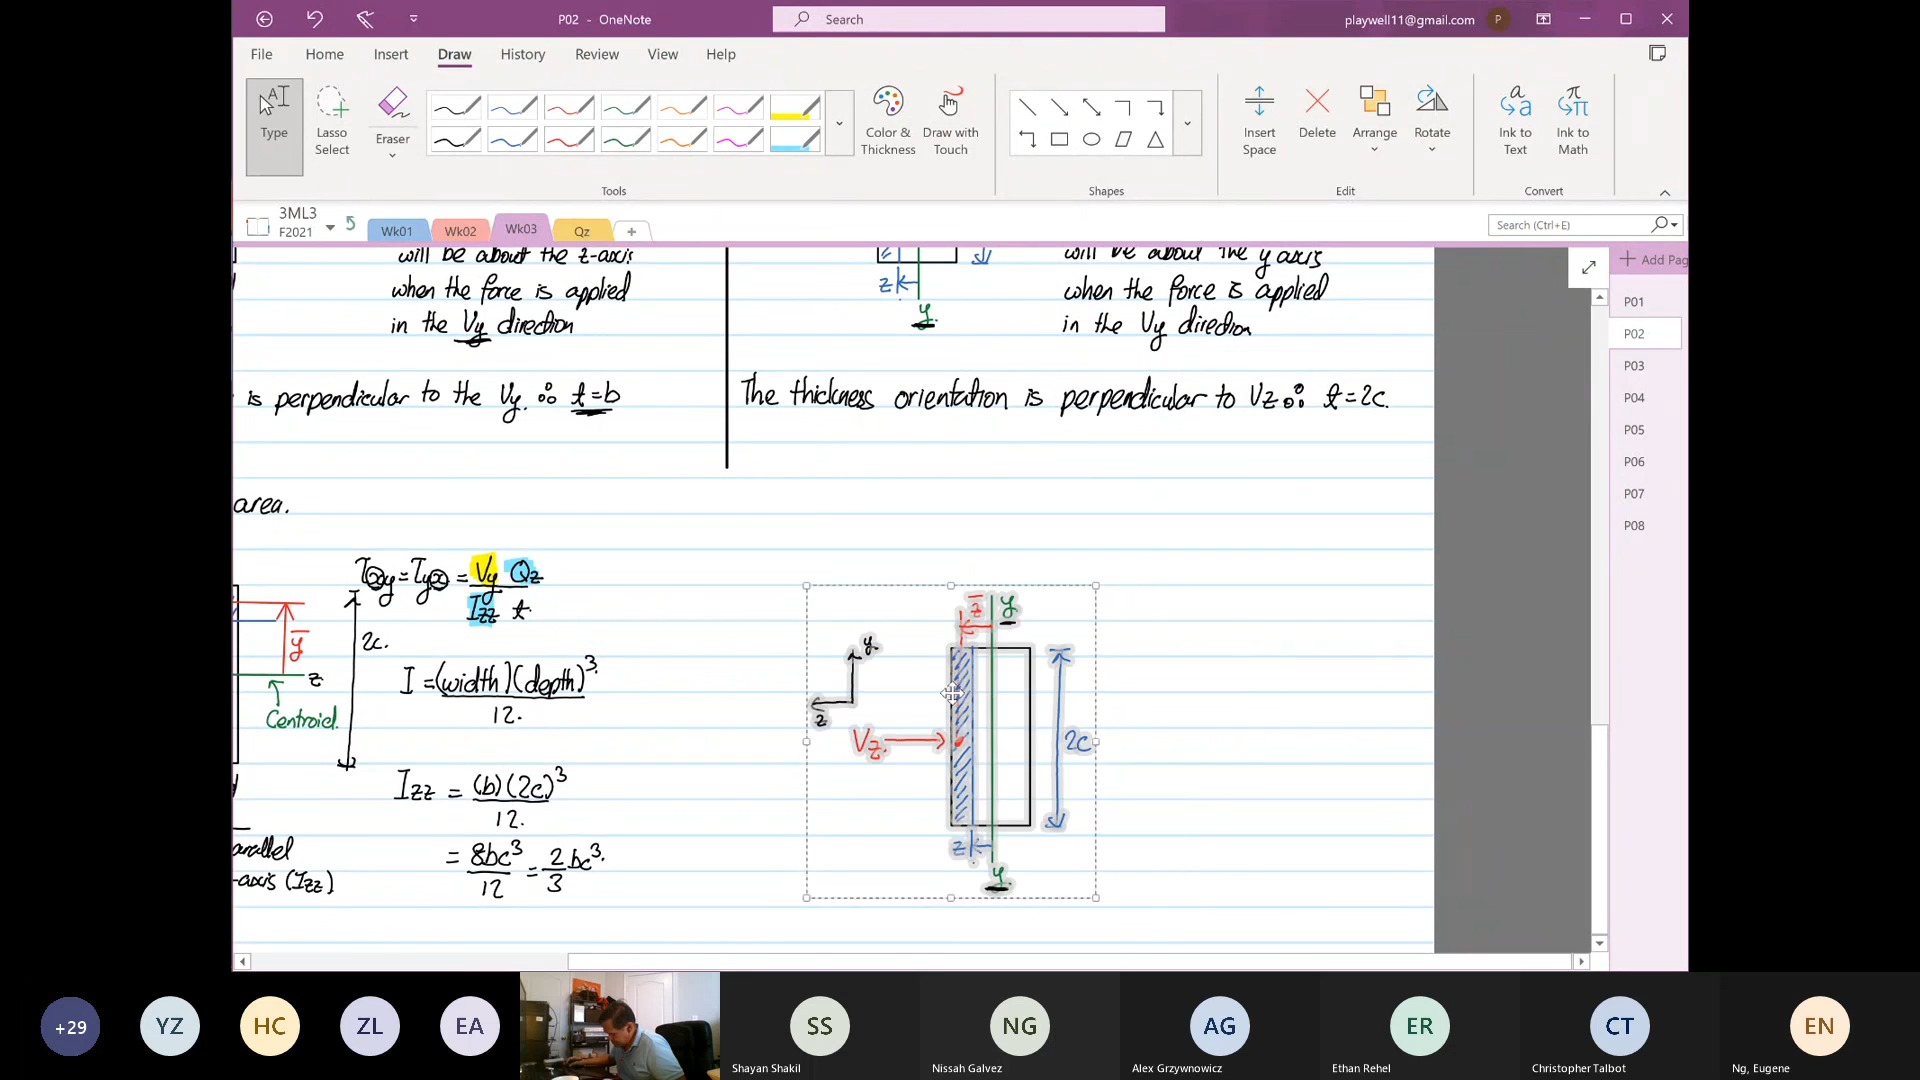 P02 - OneNote
Search
playwell11@gmail.com
P
File
Home
Insert
Draw
History
Review
View
Help
Type
Lasso Select
Eraser
Color & Thickness
Draw with Touch
Insert Space
Delete
Arrange
Rotate
Ink to Text
Ink to Math
Tools
Shapes
Edit
Convert
3ML3
F2021
Wk01
Wk02
Wk03
Qz
Search (Ctrl+E)
Add Pag
P01
P02
P03
P04
P05
P06
P07
P08
will be about the z-axis
when the force is applied
in the Vy direction
z
y.
will be about the y axis
when the force is applied
in the Vy direction
is perpendicular to the Vy. ∴ t=b
The thickness orientation is perpendicular to Vz ∴ t=2c.
area.
τxy = τyx = Vy Qz
Izz t
ȳ
z
Centroid.
2c.
I = (width)(depth)³
12.
Izz = (b)(2c)³
12.
= 8bc³ = 2 bc³.
12 3
arallel
-axis (Izz)
z̄
y
y
z
Vz.
2c
z
y.
+29
YZ
HC
ZL
EA
SS
Shayan Shakil
NG
Nissah Galvez
AG
Alex Grzywnowicz
ER
Ethan Rehel
CT
Christopher Talbot
EN
Ng, Eugene